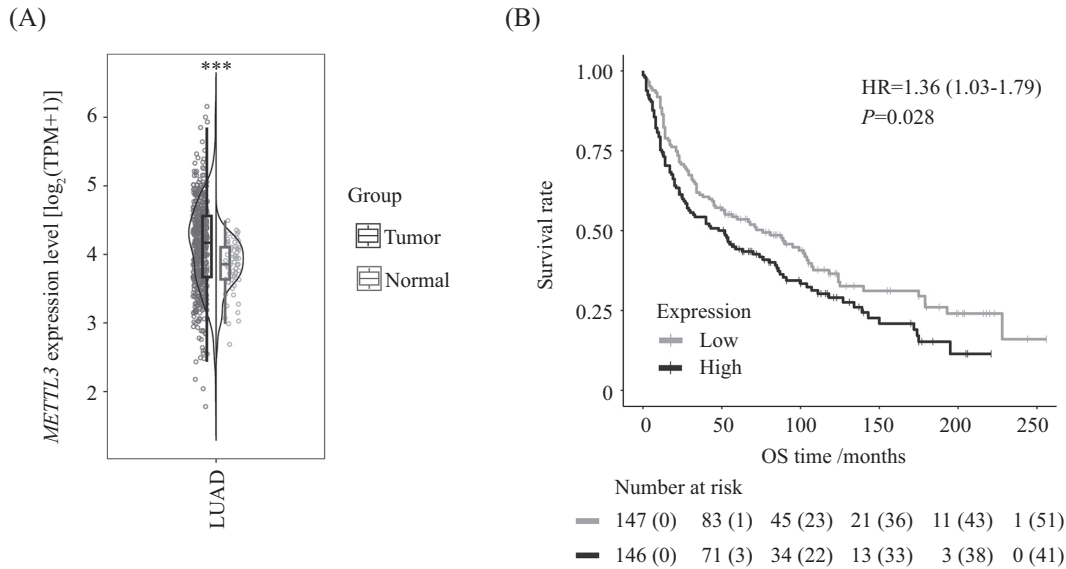 (A)
***
METTL3 expression level [log2(TPM+1)]
6
5
4
3
2
LUAD
Group
Tumor
Normal
(B)
Survival rate
1.00
0.75
0.50
0.25
0
HR=1.36 (1.03-1.79)
P=0.028
Expression
Low
High
0 50 100 150 200 250
OS time /months
Number at risk
147 (0) 83 (1) 45 (23) 21 (36) 11 (43) 1 (51)
146 (0) 71 (3) 34 (22) 13 (33) 3 (38) 0 (41)